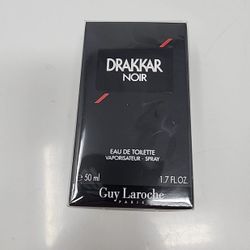 DRAKKAR
NOIR
EAU DE TOILETTE
VAPORISATEUR - SPRAY
e 50 ml 1.7 FL.OZ.
Guy Laroche
PARIS